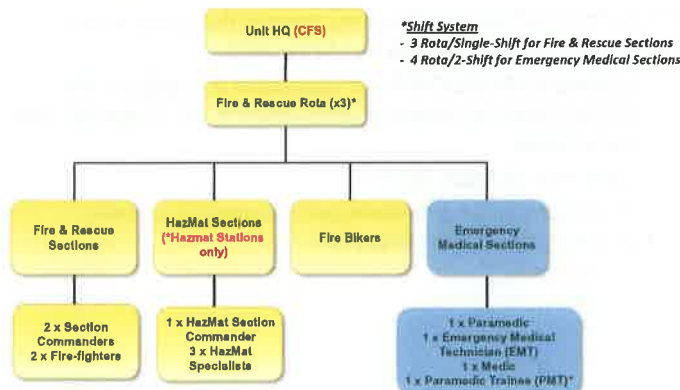 Unit HQ (CFS)
*Shift System
- 3 Rota/Single-Shift for Fire & Rescue Sections
- 4 Rota/2-Shift for Emergency Medical Sections
Fire & Rescue Rota (x3)*
Fire & Rescue
Sections
HazMat Sections
(*Hazmat Stations
only)
Fire Bikers
Emergency
Medical Sections
2 x Section
Commanders
2 x Fire-fighters
1 x HazMat Section
Commander
3 x HazMat
Specialists
1 x Paramedic
1 x Emergency Medical
Technician (EMT)
1 x Medic
1 x Paramedic Trainee (PMT)*